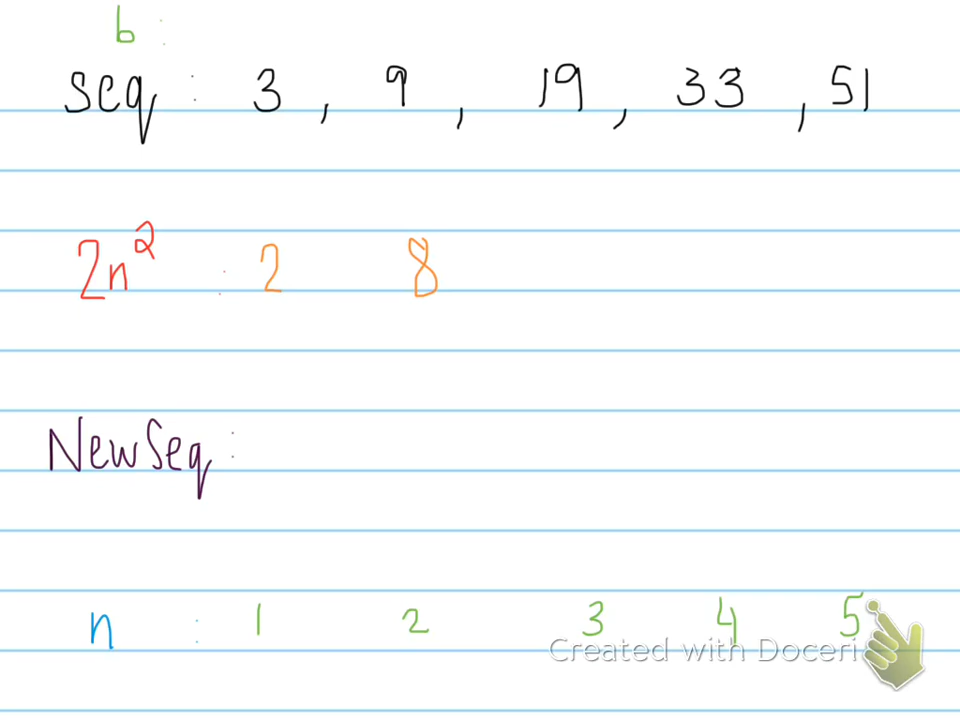 b :
seq : 3 , 9 , 19 , 33 , 51
2n² : 2 8
NewSeq :
n : 1 2 3 4 5
Created with Doceri